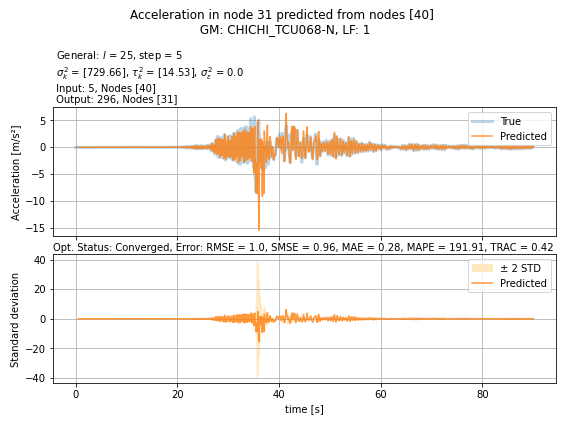 Acceleration in node 31 predicted from nodes [40]
GM: CHICHI_TCU068-N, LF: 1
General: l = 25, step = 5
σ²ₖ = [729.66], τ²ₖ = [14.53], σ²ε = 0.0
Input: 5, Nodes [40]
Output: 296, Nodes [31]
Acceleration [m/s²]
5
0
−5
−10
−15
True
Predicted
Opt. Status: Converged, Error: RMSE = 1.0, SMSE = 0.96, MAE = 0.28, MAPE = 191.91, TRAC = 0.42
Standard deviation
40
20
0
−20
−40
± 2 STD
Predicted
0 20 40 60 80
time [s]